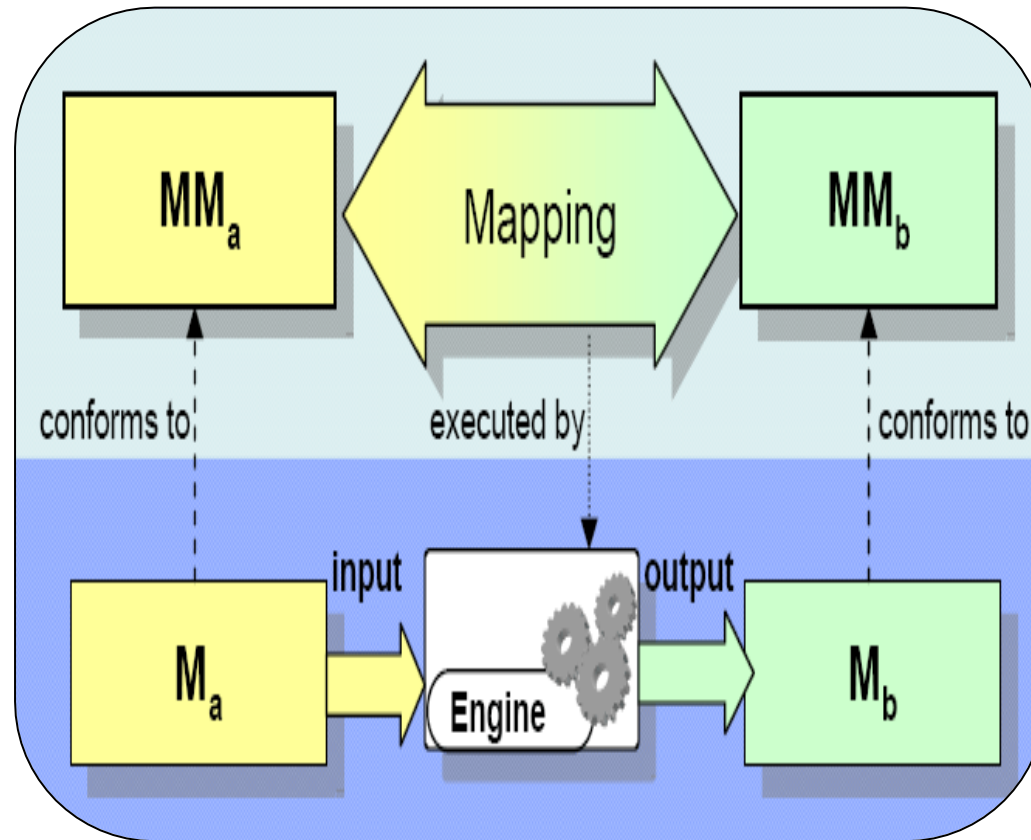 MMa
Mapping
MMb
conforms to
executed by
conforms to
input
output
Ma
Engine
Mb